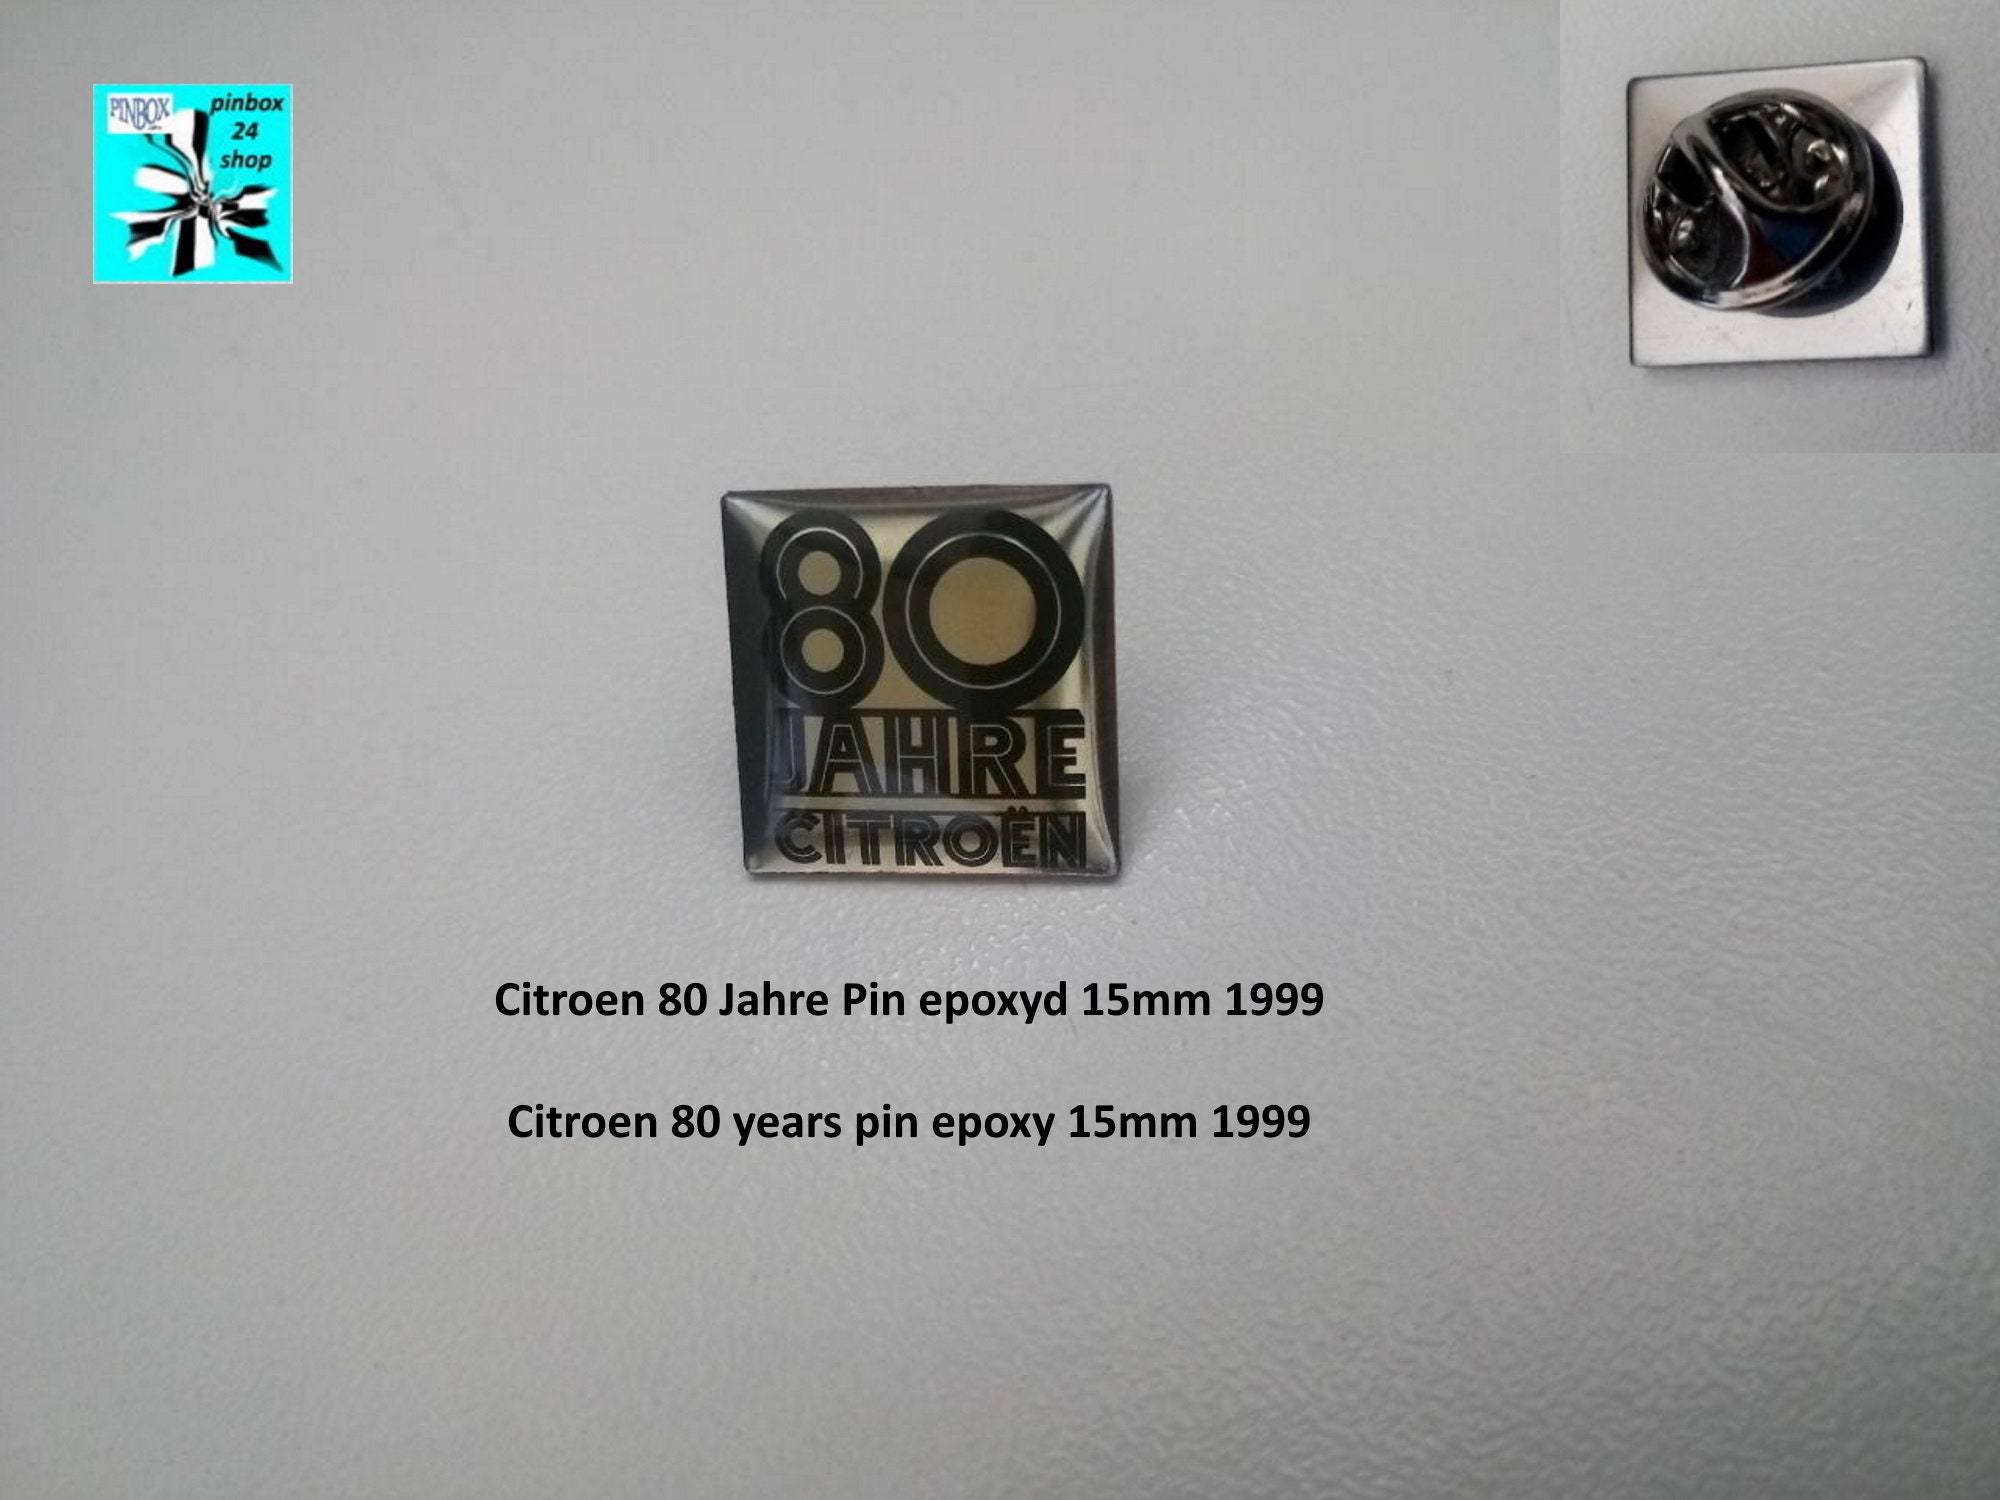 PINBOX
pinbox
24
shop
80
JAHRE
CITROËN
Citroen 80 Jahre Pin epoxyd 15mm 1999
Citroen 80 years pin epoxy 15mm 1999